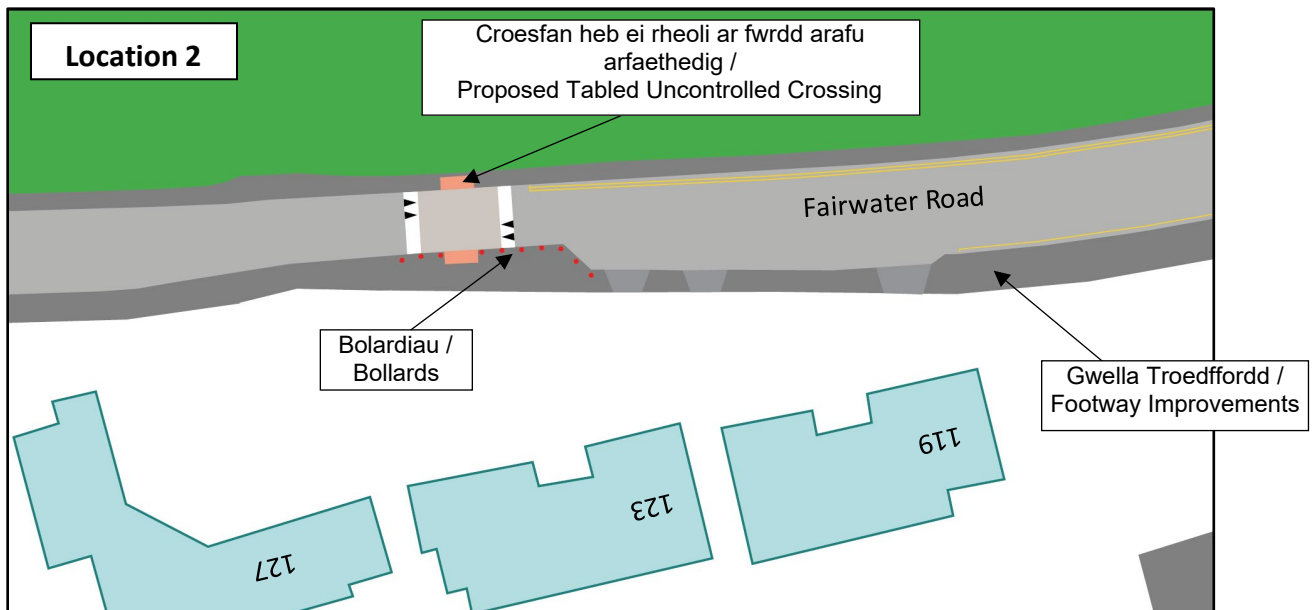 Location 2
Croesfan heb ei rheoli ar fwrdd arafu
arfaethedig /
Proposed Tabled Uncontrolled Crossing
Fairwater Road
Bolardiau /
Bollards
Gwella Troedffordd /
Footway Improvements
119
123
127